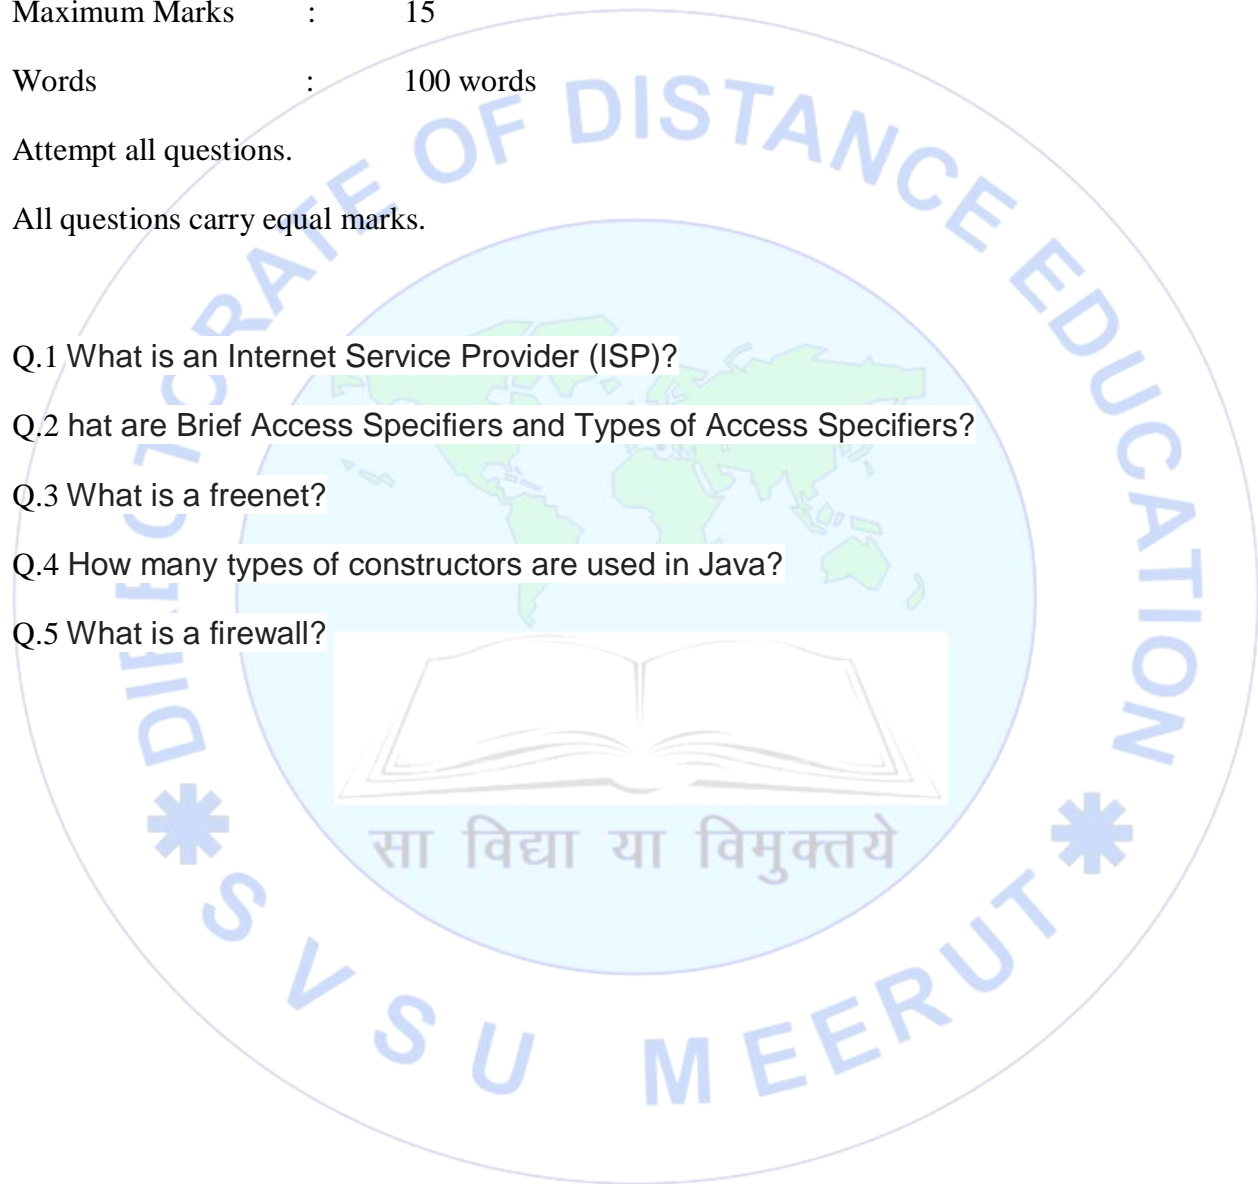 Maximum Marks : 15
Words : 100 words
Attempt all questions.
All questions carry equal marks.
Q.1 What is an Internet Service Provider (ISP)?
Q.2 hat are Brief Access Specifiers and Types of Access Specifiers?
Q.3 What is a freenet?
Q.4 How many types of constructors are used in Java?
Q.5 What is a firewall?
DIRECTORATE OF DISTANCE EDUCATION
सा विद्या या विमुक्तये
SVSU MEERUT